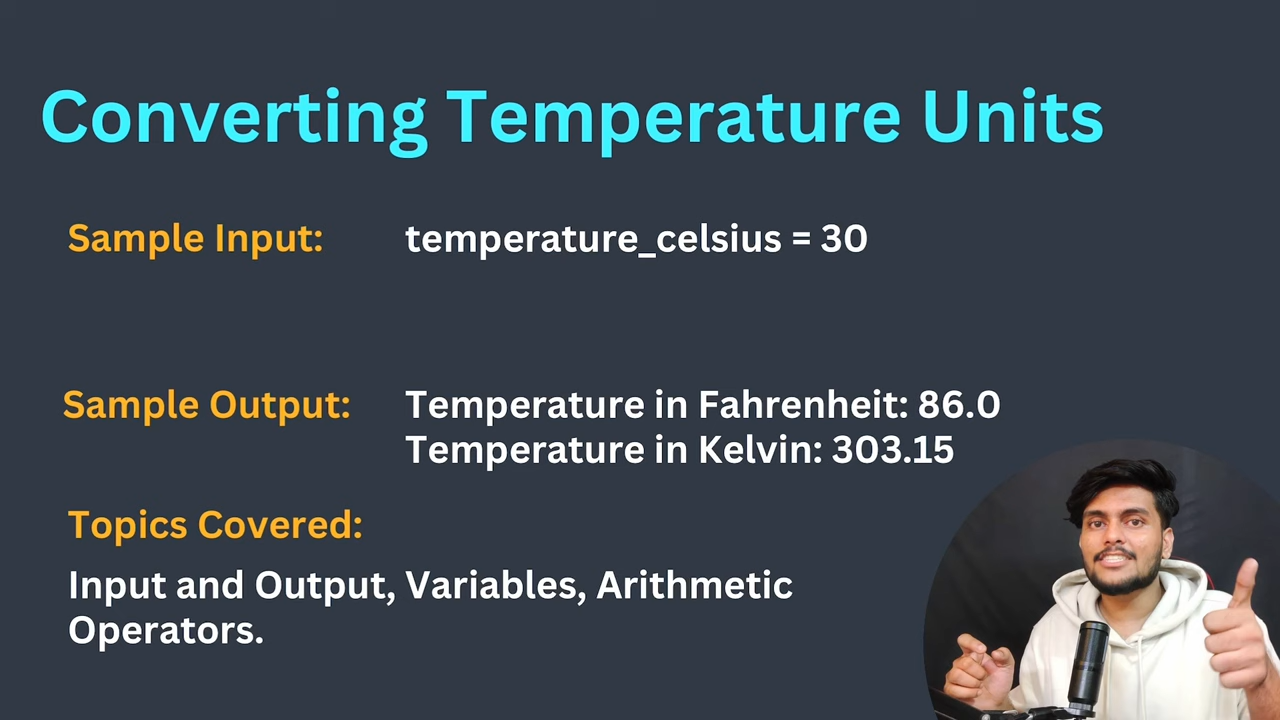 Converting Temperature Units
Sample Input: temperature_celsius = 30
Sample Output: Temperature in Fahrenheit: 86.0
Temperature in Kelvin: 303.15
Topics Covered:
Input and Output, Variables, Arithmetic
Operators.